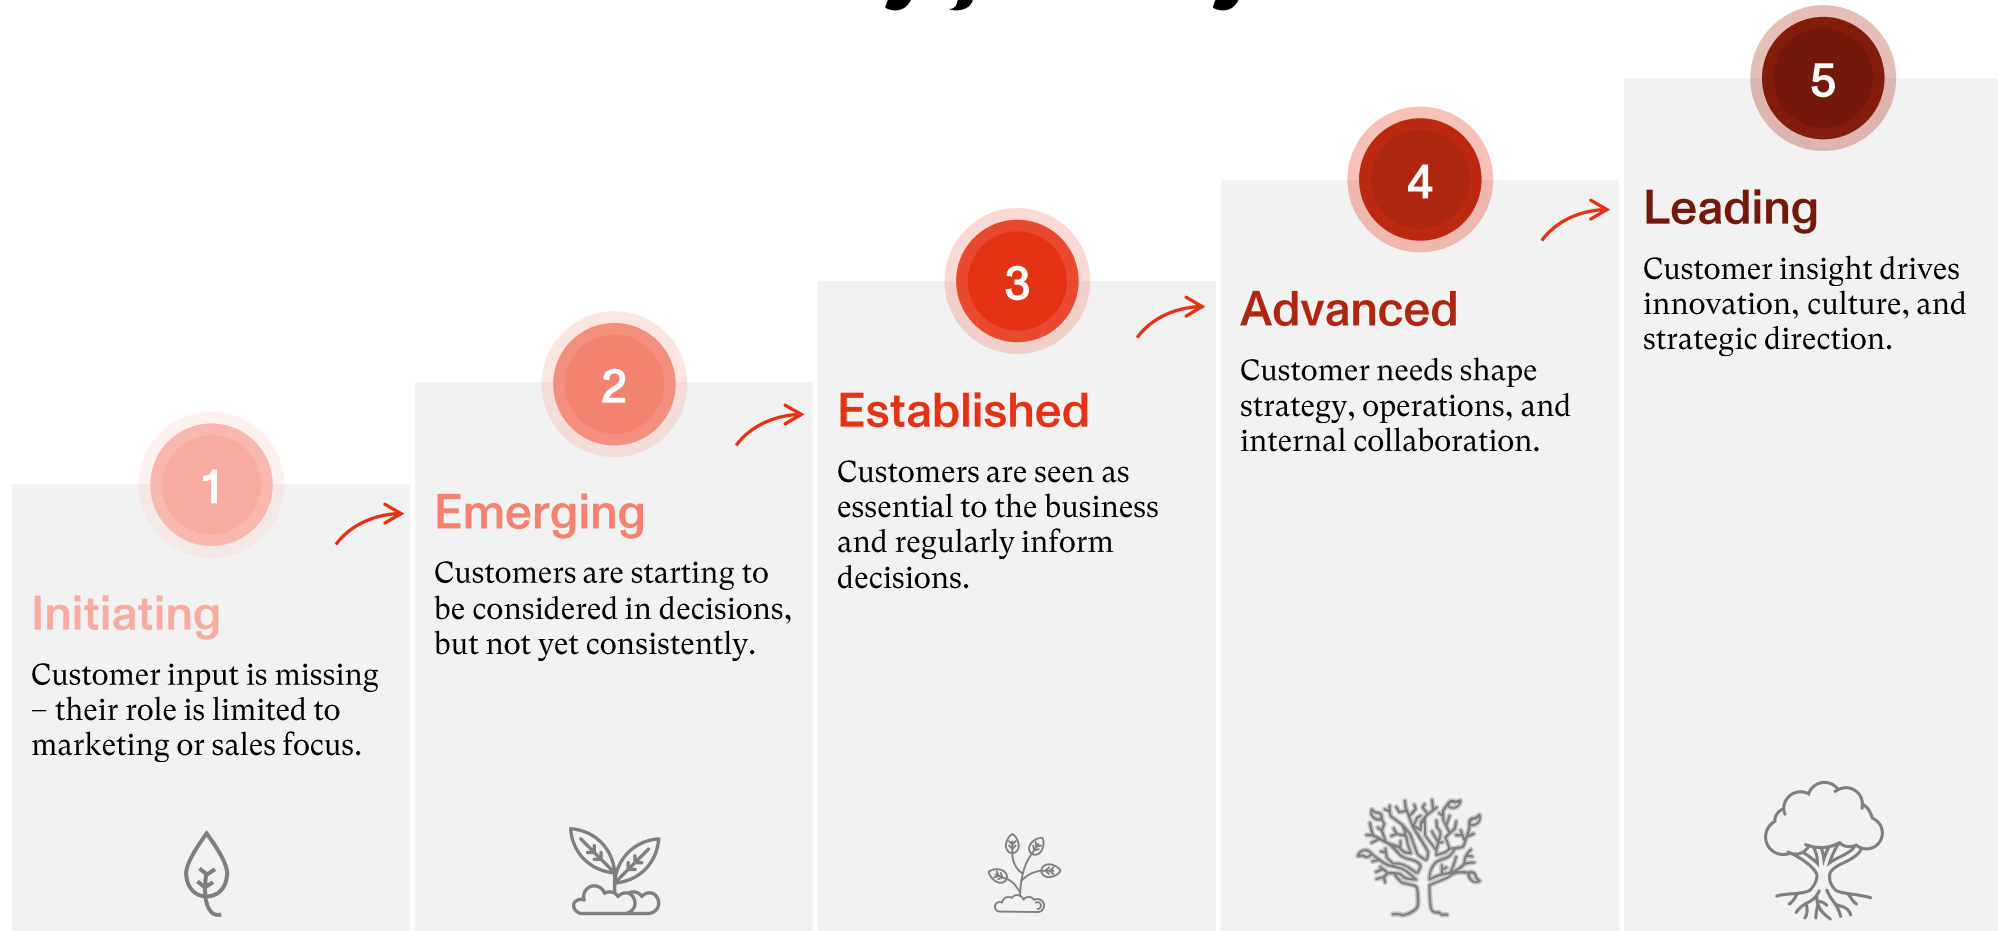 1
Initiating
Customer input is missing
– their role is limited to
marketing or sales focus.
2
Emerging
Customers are starting to
be considered in decisions,
but not yet consistently.
3
Established
Customers are seen as
essential to the business
and regularly inform
decisions.
4
Advanced
Customer needs shape
strategy, operations, and
internal collaboration.
5
Leading
Customer insight drives
innovation, culture, and
strategic direction.